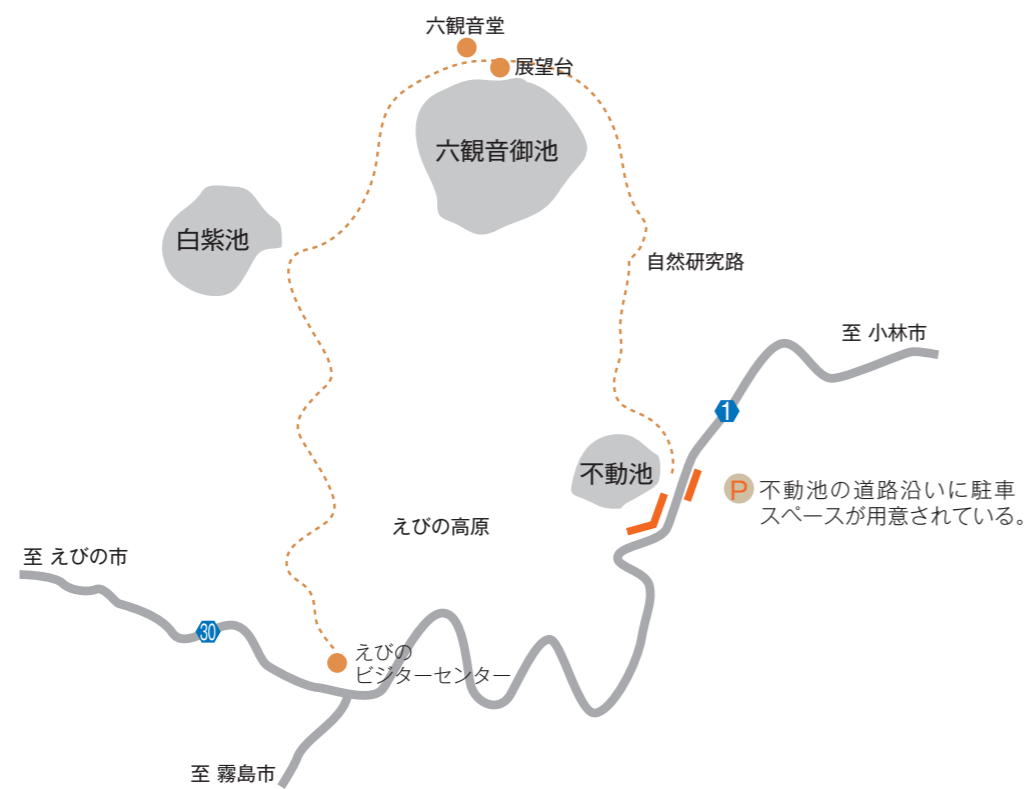 六観音堂
展望台
六観音御池
白紫池
自然研究路
至 小林市
1
不動池
P 不動池の道路沿いに駐車
スペースが用意されている。
えびの高原
至 えびの市
30
えびの
ビジターセンター
至 霧島市